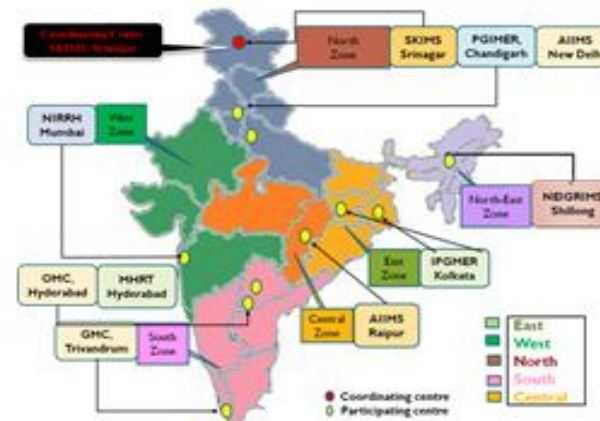 Coordinating Centre
SKIMS, Srinagar
North
Zone
SKIMS
Srinagar
PGIMER,
Chandigarh
AIIMS
New Delhi
NIRRH
Mumbai
West
Zone
North-East
Zone
NEIGRIMS
Shillong
OMC,
Hyderabad
MHRT
Hyderabad
East
Zone
IPGMER
Kolkata
GMC,
Trivandrum
South
Zone
Central
Zone
AIIMS
Raipur
East
West
North
South
Central
Coordinating centre
Participating centre